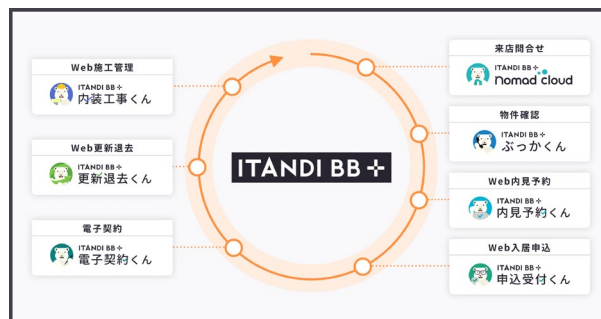 Web施工管理
ITANDI BB+
内装工事くん
Web更新退去
ITANDI BB+
更新退去くん
電子契約
ITANDI BB+
電子契約くん
ITANDI BB+
来店問合せ
ITANDI BB+
nomad cloud
物件確認
ITANDI BB+
ぶっかくん
Web内見予約
ITANDI BB+
内見予約くん
Web入居申込
ITANDI BB+
申込受付くん